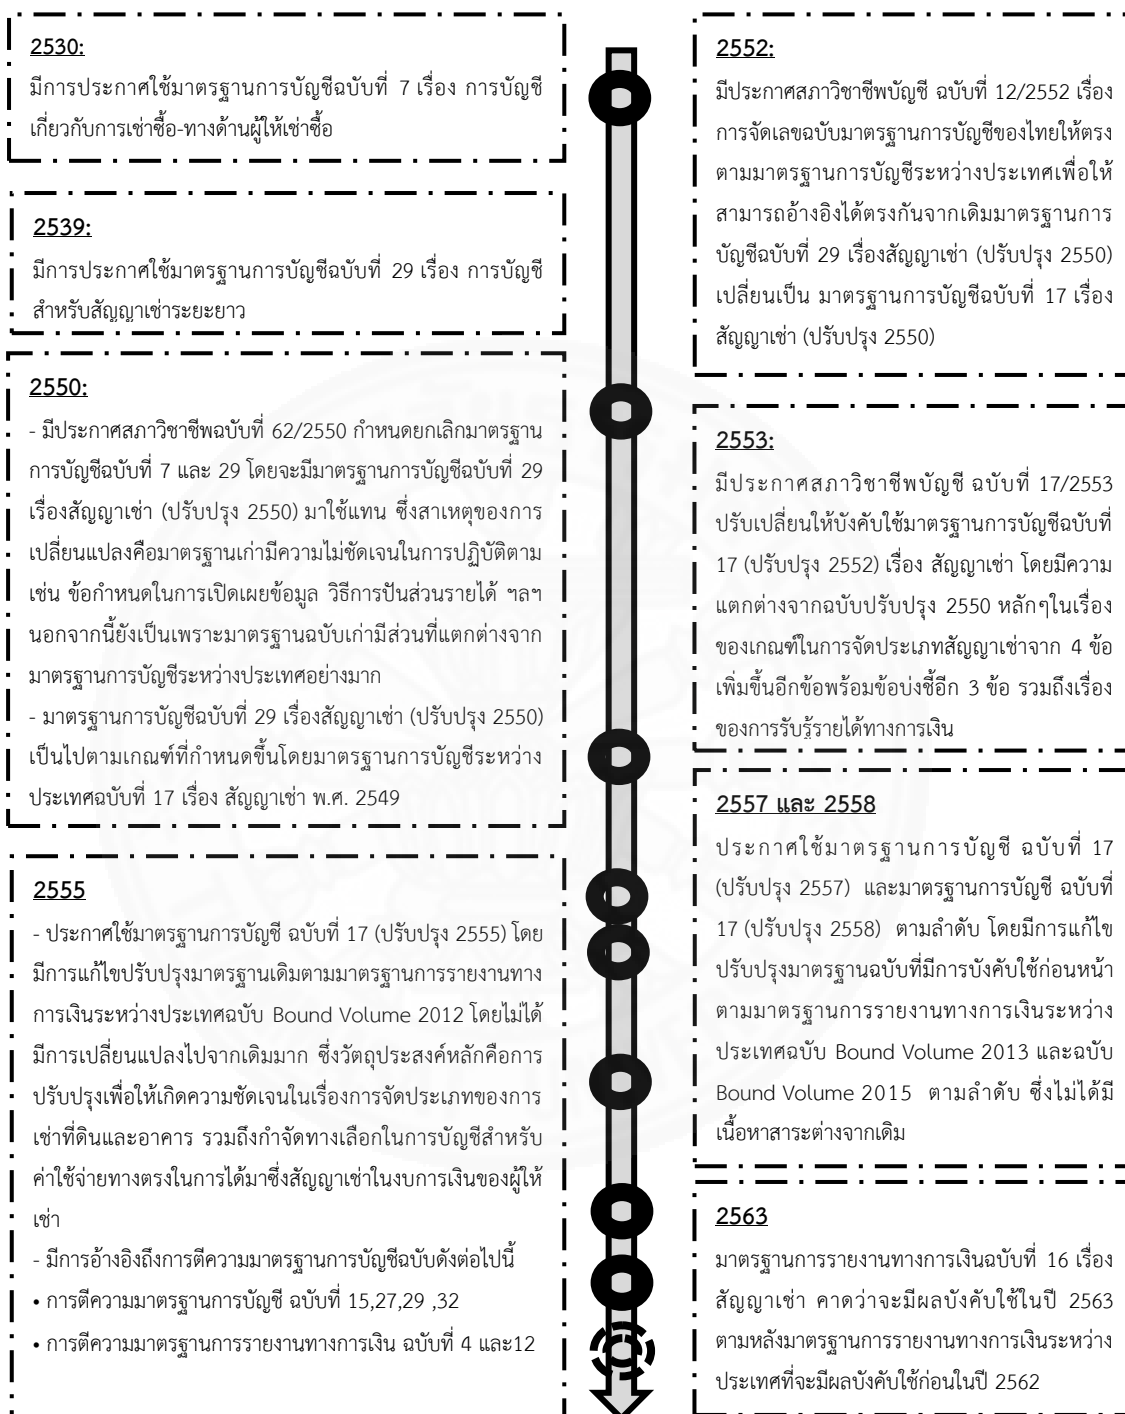 2530:
มีการประกาศใช้มาตรฐานการบัญชีฉบับที่ 7 เรื่อง การบัญชี
เกี่ยวกับการเช่าซื้อ-ทางด้านผู้ให้เช่าซื้อ
2539:
มีการประกาศใช้มาตรฐานการบัญชีฉบับที่ 29 เรื่อง การบัญชี
สำหรับสัญญาเช่าระยะยาว
2550:
- มีประกาศสภาวิชาชีพฉบับที่ 62/2550 กำหนดยกเลิกมาตรฐาน
การบัญชีฉบับที่ 7 และ 29 โดยจะมีมาตรฐานการบัญชีฉบับที่ 29
เรื่องสัญญาเช่า (ปรับปรุง 2550) มาใช้แทน ซึ่งสาเหตุของการ
เปลี่ยนแปลงคือมาตรฐานเก่ามีความไม่ชัดเจนในการปฏิบัติตาม
เช่น ข้อกำหนดในการเปิดเผยข้อมูล วิธีการปันส่วนรายได้ ฯลฯ
นอกจากนี้ยังเป็นเพราะมาตรฐานฉบับเก่ามีส่วนที่แตกต่างจาก
มาตรฐานการบัญชีระหว่างประเทศอย่างมาก
- มาตรฐานการบัญชีฉบับที่ 29 เรื่องสัญญาเช่า (ปรับปรุง 2550)
เป็นไปตามเกณฑ์ที่กำหนดขึ้นโดยมาตรฐานการบัญชีระหว่าง
ประเทศฉบับที่ 17 เรื่อง สัญญาเช่า พ.ศ. 2549
2555
- ประกาศใช้มาตรฐานการบัญชี ฉบับที่ 17 (ปรับปรุง 2555) โดย
มีการแก้ไขปรับปรุงมาตรฐานเดิมตามมาตรฐานการรายงานทาง
การเงินระหว่างประเทศฉบับ Bound Volume 2012 โดยไม่ได้
มีการเปลี่ยนแปลงไปจากเดิมมาก ซึ่งวัตถุประสงค์หลักคือการ
ปรับปรุงเพื่อให้เกิดความชัดเจนในเรื่องการจัดประเภทของการ
เช่าที่ดินและอาคาร รวมถึงกำจัดทางเลือกในการบัญชีสำหรับ
ค่าใช้จ่ายทางตรงในการได้มาซึ่งสัญญาเช่าในงบการเงินของผู้ให้
เช่า
- มีการอ้างอิงถึงการตีความมาตรฐานการบัญชีฉบับดังต่อไปนี้
• การตีความมาตรฐานการบัญชี ฉบับที่ 15,27,29 ,32
• การตีความมาตรฐานการรายงานทางการเงิน ฉบับที่ 4 และ12
2552:
มีประกาศสภาวิชาชีพบัญชี ฉบับที่ 12/2552 เรื่อง
การจัดเลขฉบับมาตรฐานการบัญชีของไทยให้ตรง
ตามมาตรฐานการบัญชีระหว่างประเทศเพื่อให้
สามารถอ้างอิงได้ตรงกันจากเดิมมาตรฐานการ
บัญชีฉบับที่ 29 เรื่องสัญญาเช่า (ปรับปรุง 2550)
เปลี่ยนเป็น มาตรฐานการบัญชีฉบับที่ 17 เรื่อง
สัญญาเช่า (ปรับปรุง 2550)
2553:
มีประกาศสภาวิชาชีพบัญชี ฉบับที่ 17/2553
ปรับเปลี่ยนให้บังคับใช้มาตรฐานการบัญชีฉบับที่
17 (ปรับปรุง 2552) เรื่อง สัญญาเช่า โดยมีความ
แตกต่างจากฉบับปรับปรุง 2550 หลักๆในเรื่อง
ของเกณฑ์ในการจัดประเภทสัญญาเช่าจาก 4 ข้อ
เพิ่มขึ้นอีกข้อพร้อมข้อบ่งชี้อีก 3 ข้อ รวมถึงเรื่อง
ของการรับรู้รายได้ทางการเงิน
2557 และ 2558
ประกาศใช้มาตรฐานการบัญชี ฉบับที่ 17
(ปรับปรุง 2557) และมาตรฐานการบัญชี ฉบับที่
17 (ปรับปรุง 2558) ตามลำดับ โดยมีการแก้ไข
ปรับปรุงมาตรฐานฉบับที่มีการบังคับใช้ก่อนหน้า
ตามมาตรฐานการรายงานทางการเงินระหว่าง
ประเทศฉบับ Bound Volume 2013 และฉบับ
Bound Volume 2015 ตามลำดับ ซึ่งไม่ได้มี
เนื้อหาสาระต่างจากเดิม
2563
มาตรฐานการรายงานทางการเงินฉบับที่ 16 เรื่อง
สัญญาเช่า คาดว่าจะมีผลบังคับใช้ในปี 2563
ตามหลังมาตรฐานการรายงานทางการเงินระหว่าง
ประเทศที่จะมีผลบังคับใช้ก่อนในปี 2562